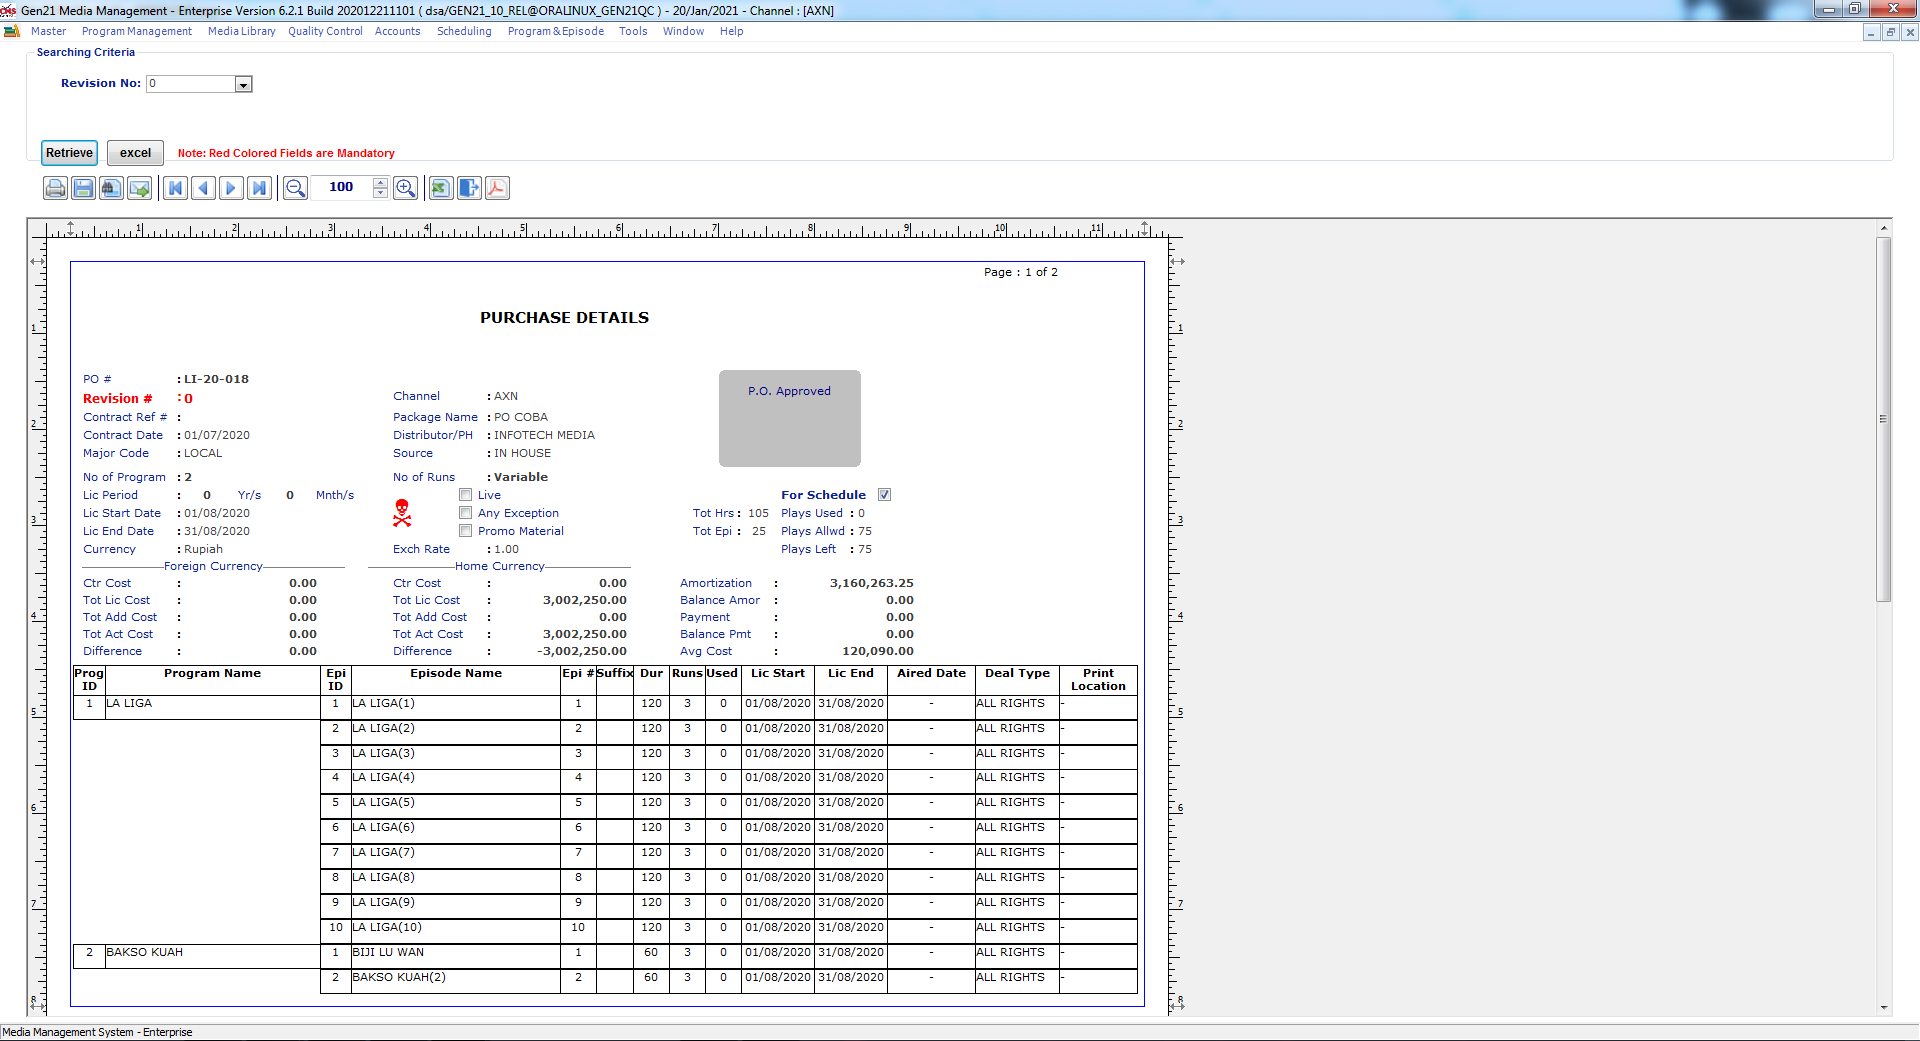 Gen21 Media Management - Enterprise Version 6.2.1 Build 202012211101 ( dsa/GEN21_10_REL@ORALINUX_GEN21QC ) - 20/Jan/2021 - Channel : [AXN]
Master Program Management Media Library Quality Control Accounts Scheduling Program & Episode Tools Window Help
Searching Criteria
Revision No: 0
Retrieve excel Note: Red Colored Fields are Mandatory
100
1 2 3 4 5 6 7 8 9 10 11
Page : 1 of 2
PURCHASE DETAILS
PO # : LI-20-018
Revision # : 0 Channel : AXN P.O. Approved
Contract Ref # : Package Name : PO COBA
Contract Date : 01/07/2020 Distributor/PH : INFOTECH MEDIA
Major Code : LOCAL Source : IN HOUSE
No of Program : 2 No of Runs : Variable
Lic Period : 0 Yr/s 0 Mnth/s Live For Schedule
Lic Start Date : 01/08/2020 Any Exception Tot Hrs : 105 Plays Used : 0
Lic End Date : 31/08/2020 Promo Material Tot Epi : 25 Plays Allwd : 75
Currency : Rupiah Exch Rate : 1.00 Plays Left : 75
Foreign Currency Home Currency
Ctr Cost : 0.00 Ctr Cost : 0.00 Amortization : 3,160,263.25
Tot Lic Cost : 0.00 Tot Lic Cost : 3,002,250.00 Balance Amor : 0.00
Tot Add Cost : 0.00 Tot Add Cost : 0.00 Payment : 0.00
Tot Act Cost : 0.00 Tot Act Cost : 3,002,250.00 Balance Pmt : 0.00
Difference : 0.00 Difference : -3,002,250.00 Avg Cost : 120,090.00
Prog ID Program Name Epi ID Episode Name Epi # Suffix Dur Runs Used Lic Start Lic End Aired Date Deal Type Print Location
1 LA LIGA 1 LA LIGA(1) 1 120 3 0 01/08/2020 31/08/2020 - ALL RIGHTS -
2 LA LIGA(2) 2 120 3 0 01/08/2020 31/08/2020 - ALL RIGHTS -
3 LA LIGA(3) 3 120 3 0 01/08/2020 31/08/2020 - ALL RIGHTS -
4 LA LIGA(4) 4 120 3 0 01/08/2020 31/08/2020 - ALL RIGHTS -
5 LA LIGA(5) 5 120 3 0 01/08/2020 31/08/2020 - ALL RIGHTS -
6 LA LIGA(6) 6 120 3 0 01/08/2020 31/08/2020 - ALL RIGHTS -
7 LA LIGA(7) 7 120 3 0 01/08/2020 31/08/2020 - ALL RIGHTS -
8 LA LIGA(8) 8 120 3 0 01/08/2020 31/08/2020 - ALL RIGHTS -
9 LA LIGA(9) 9 120 3 0 01/08/2020 31/08/2020 - ALL RIGHTS -
10 LA LIGA(10) 10 120 3 0 01/08/2020 31/08/2020 - ALL RIGHTS -
2 BAKSO KUAH 1 BIJI LU WAN 1 60 3 0 01/08/2020 31/08/2020 - ALL RIGHTS -
2 BAKSO KUAH(2) 2 60 3 0 01/08/2020 31/08/2020 - ALL RIGHTS -
Media Management System - Enterprise